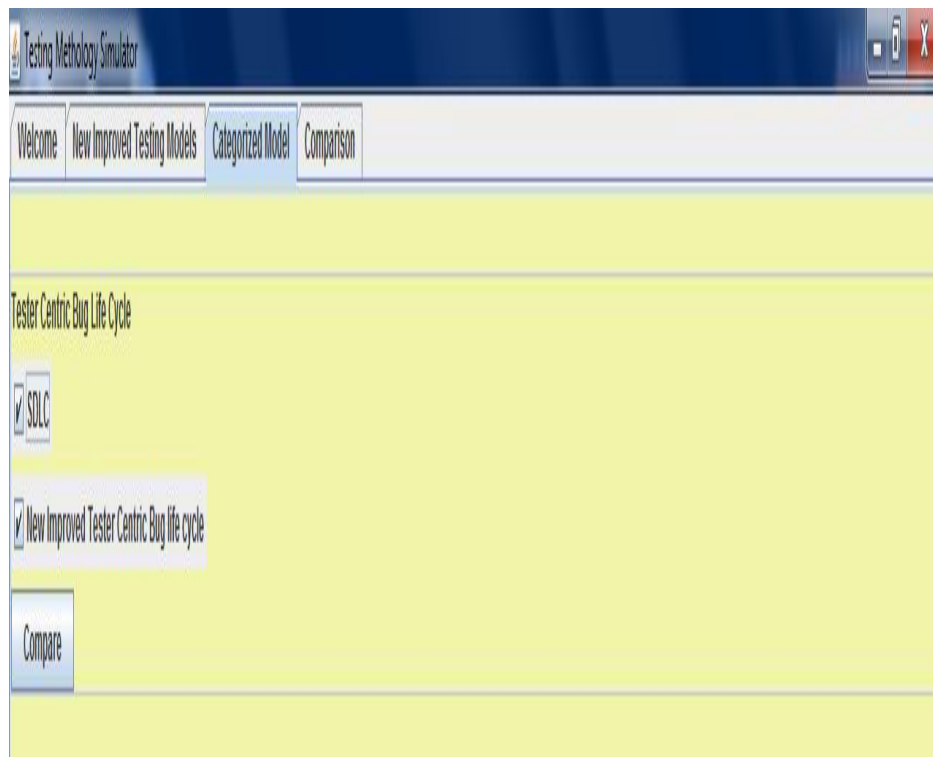 Testing Methology Simulator
Welcome New Improved Testing Models Categorized Model Comparison
Tester Centric Bug Life Cycle
SDLC
New Improved Tester Centric Bug life cycle
Compare